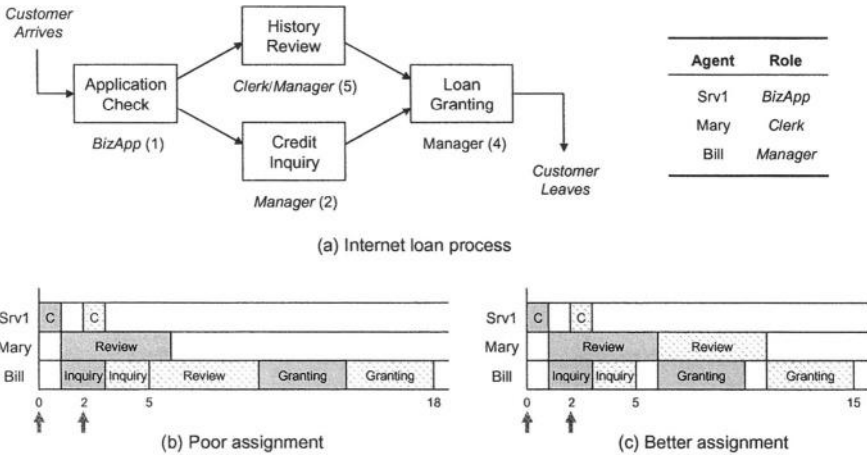 Customer
Arrives
History
Review
Clerk/Manager (5)
Application
Check
BizApp (1)
Credit
Inquiry
Manager (2)
Loan
Granting
Manager (4)
Customer
Leaves
Agent Role
Srv1 BizApp
Mary Clerk
Bill Manager
(a) Internet loan process
Srv1 C C
Mary Review
Bill Inquiry Inquiry Review Granting Granting
0 2 5 18
(b) Poor assignment
Srv1 C C
Mary Review Review
Bill Inquiry Inquiry Granting Granting
0 2 5 15
(c) Better assignment